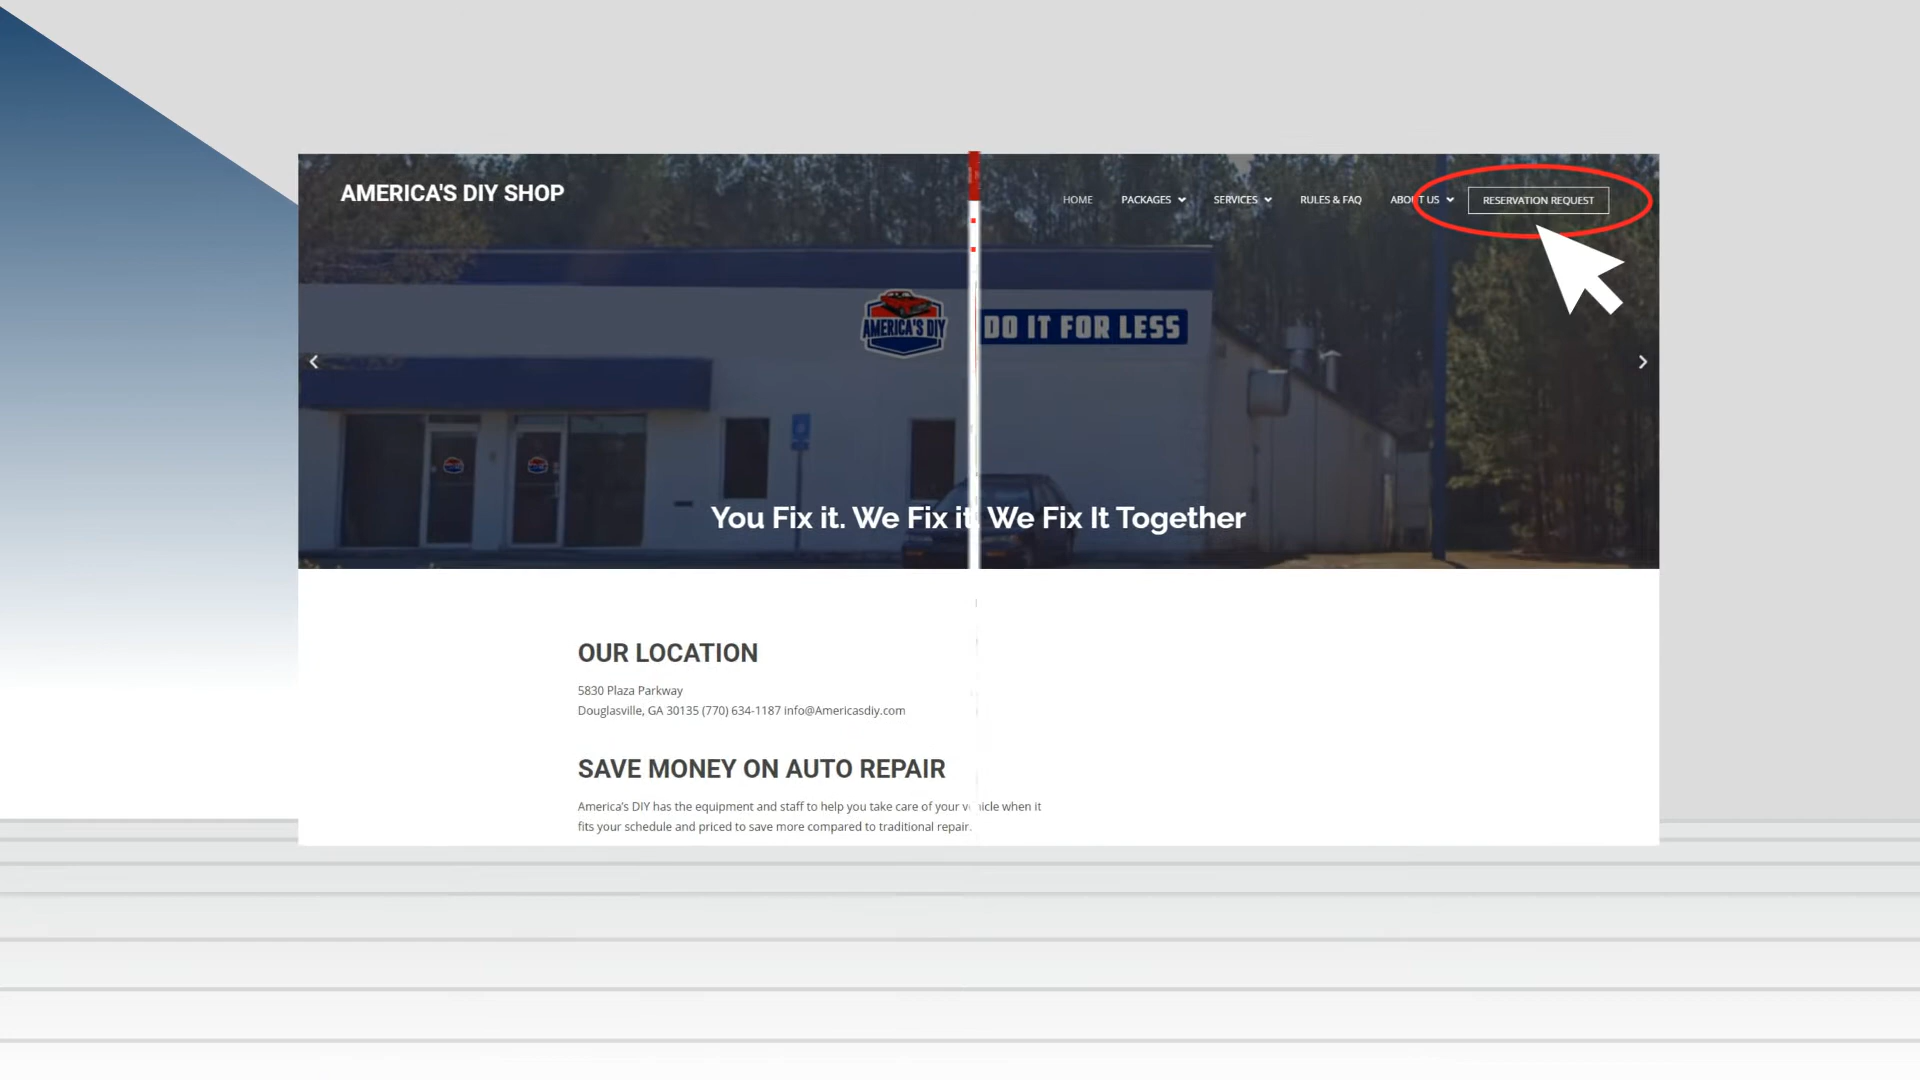 AMERICA'S DIY SHOP
HOME PACKAGES SERVICES RULES & FAQ ABOUT US RESERVATION REQUEST
AMERICA'S DIY
DO IT FOR LESS
You Fix it. We Fix it. We Fix It Together
OUR LOCATION
5830 Plaza Parkway
Douglasville, GA 30135 (770) 634-1187 info@Americasdiy.com
SAVE MONEY ON AUTO REPAIR
America's DIY has the equipment and staff to help you take care of your vehicle when it
fits your schedule and priced to save more compared to traditional repair.